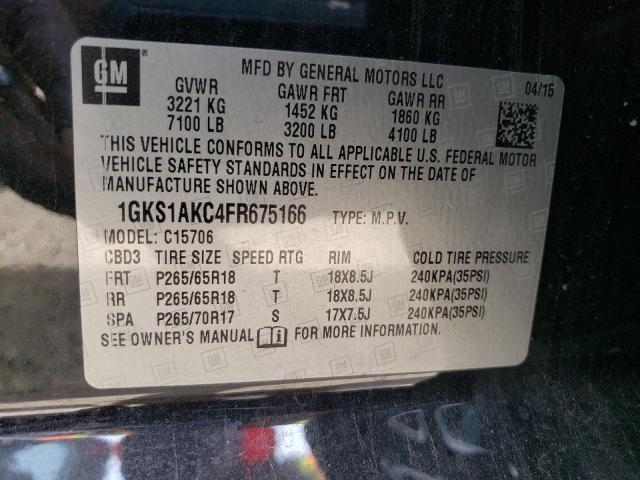 GM
MFD BY GENERAL MOTORS LLC
04/15
GVWR GAWR FRT GAWR RR
3221 KG 1452 KG 1860 KG
7100 LB 3200 LB 4100 LB
THIS VEHICLE CONFORMS TO ALL APPLICABLE U.S. FEDERAL MOTOR
VEHICLE SAFETY STANDARDS IN EFFECT ON THE DATE OF
MANUFACTURE SHOWN ABOVE.
1GKS1AKC4FR675166 TYPE: M.P.V.
MODEL: C15706
CBD3 TIRE SIZE SPEED RTG RIM COLD TIRE PRESSURE
FRT P265/65R18 T 18X8.5J 240KPA(35PSI)
RR P265/65R18 T 18X8.5J 240KPA(35PSI)
SPA P265/70R17 S 17X7.5J 240KPA(35PSI)
SEE OWNER'S MANUAL FOR MORE INFORMATION.